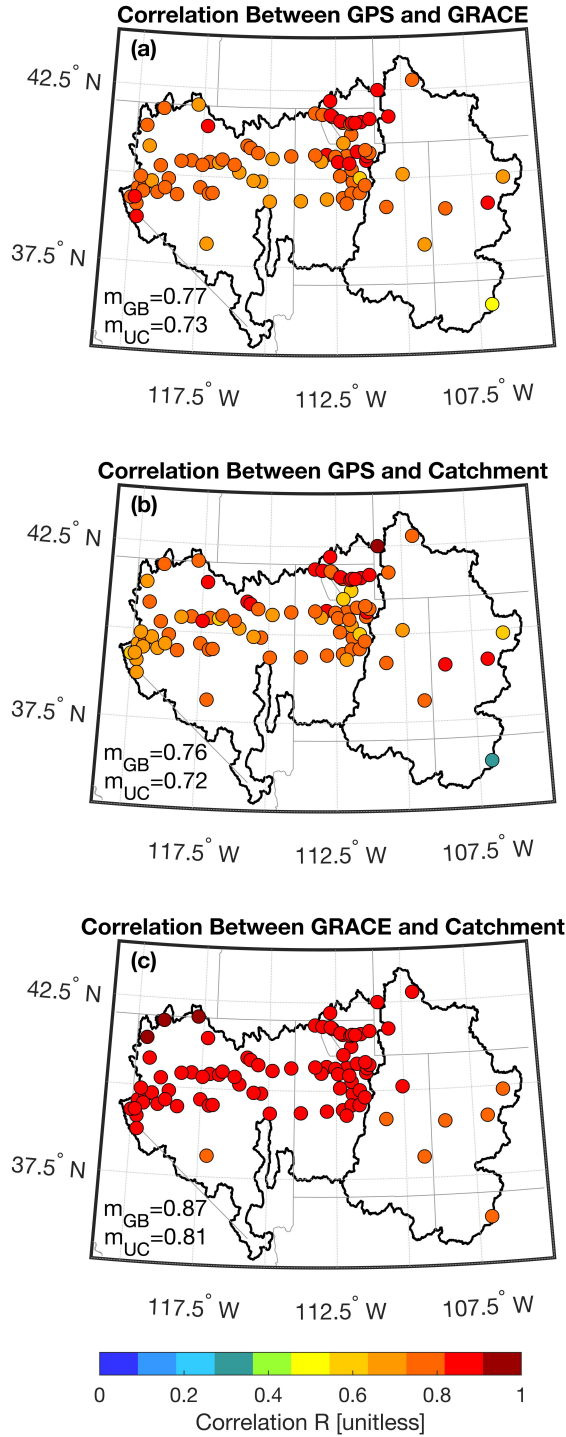 Correlation Between GPS and GRACE
(a)
42.5° N
37.5° N
m_GB=0.77
m_UC=0.73
117.5° W 112.5° W 107.5° W
Correlation Between GPS and Catchment
(b)
42.5° N
37.5° N
m_GB=0.76
m_UC=0.72
117.5° W 112.5° W 107.5° W
Correlation Between GRACE and Catchment
(c)
42.5° N
37.5° N
m_GB=0.87
m_UC=0.81
117.5° W 112.5° W 107.5° W
0 0.2 0.4 0.6 0.8 1
Correlation R [unitless]